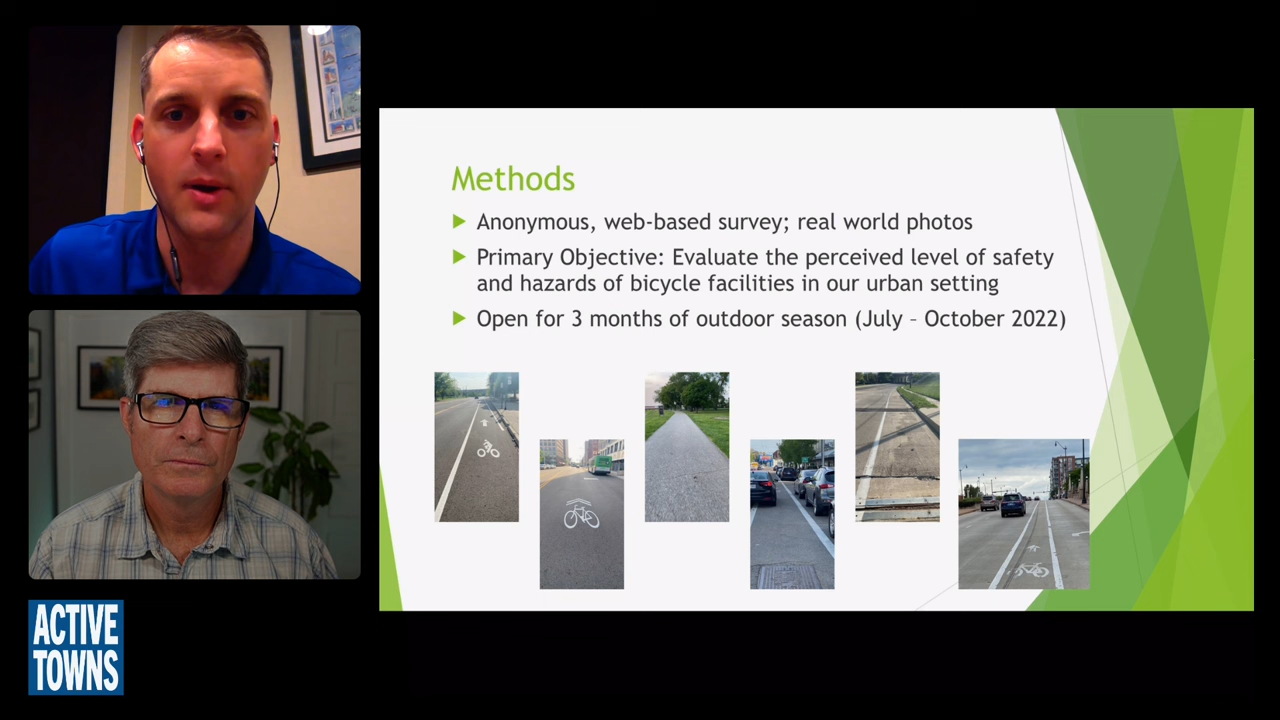 Methods
Anonymous, web-based survey; real world photos
Primary Objective: Evaluate the perceived level of safety
and hazards of bicycle facilities in our urban setting
Open for 3 months of outdoor season (July – October 2022)
ACTIVE
TOWNS